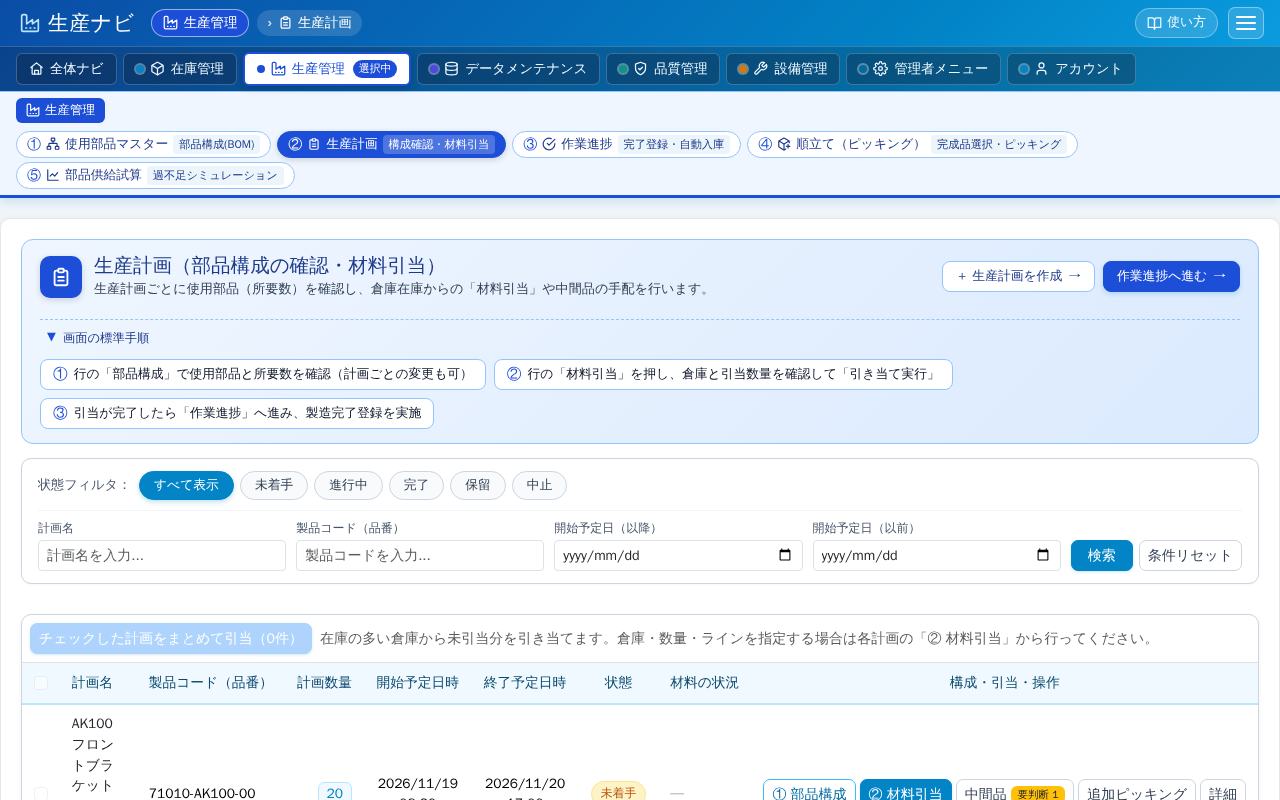 生産ナビ 生産管理 › 生産計画 使い方
全体ナビ 在庫管理 生産管理 選択中 データメンテナンス 品質管理 設備管理 管理者メニュー アカウント
生産管理
① 使用部品マスター 部品構成(BOM) ② 生産計画 構成確認・材料引当 ③ 作業進捗 完了登録・自動入庫 ④ 順立て（ピッキング） 完成品選択・ピッキング
⑤ 部品供給試算 過不足シミュレーション
生産計画（部品構成の確認・材料引当）
生産計画ごとに使用部品（所要数）を確認し、倉庫在庫からの「材料引当」や中間品の手配を行います。
＋ 生産計画を作成 → 作業進捗へ進む →
▼ 画面の標準手順
① 行の「部品構成」で使用部品と所要数を確認（計画ごとの変更も可） ② 行の「材料引当」を押し、倉庫と引当数量を確認して「引き当て実行」
③ 引当が完了したら「作業進捗」へ進み、製造完了登録を実施
状態フィルタ： すべて表示 未着手 進行中 完了 保留 中止
計画名 製品コード（品番） 開始予定日（以降） 開始予定日（以前）
計画名を入力... 製品コードを入力... yyyy/mm/dd yyyy/mm/dd 検索 条件リセット
チェックした計画をまとめて引当（0件） 在庫の多い倉庫から未引当分を引き当てます。倉庫・数量・ラインを指定する場合は各計画の「② 材料引当」から行ってください。
計画名 製品コード（品番） 計画数量 開始予定日時 終了予定日時 状態 材料の状況 構成・引当・操作
AK100
フロン
トブラ
ケット
71010-AK100-00 20 2026/11/19 2026/11/20 未着手 — ① 部品構成 ② 材料引当 中間品 要判断 1 追加ピッキング 詳細